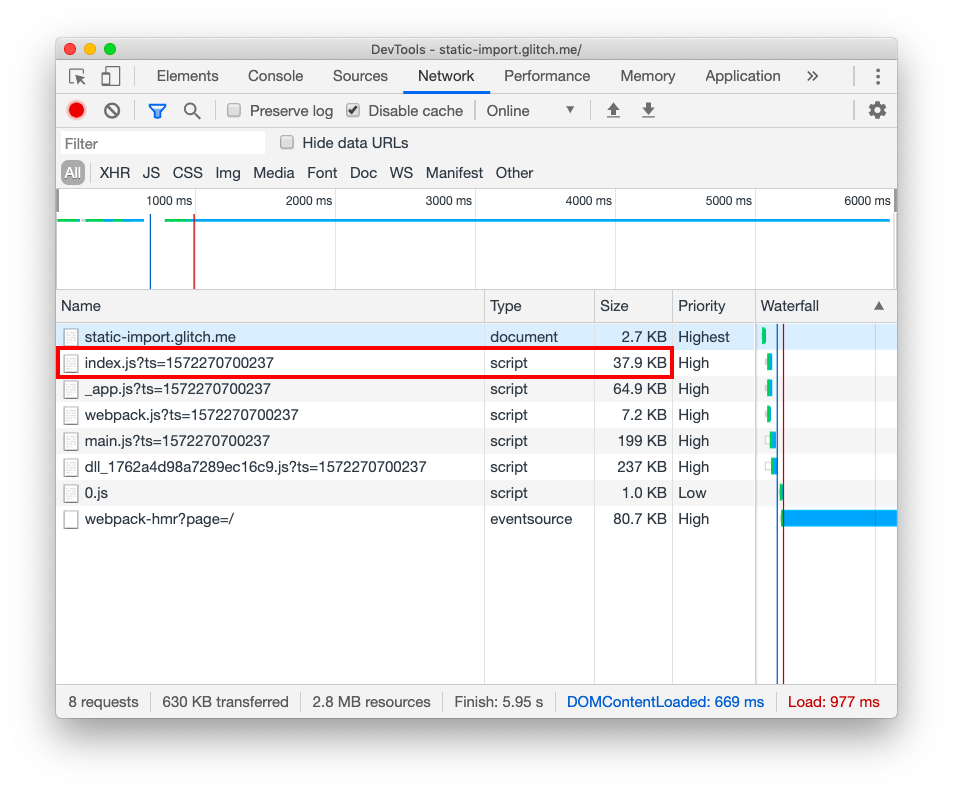 DevTools - static-import.glitch.me/
Elements Console Sources Network Performance Memory Application »
Preserve log Disable cache Online ▼
Filter Hide data URLs
All XHR JS CSS Img Media Font Doc WS Manifest Other
1000 ms 2000 ms 3000 ms 4000 ms 5000 ms 6000 ms
Name Type Size Priority Waterfall ▲
static-import.glitch.me document 2.7 KB Highest
index.js?ts=1572270700237 script 37.9 KB High
_app.js?ts=1572270700237 script 64.9 KB High
webpack.js?ts=1572270700237 script 7.2 KB High
main.js?ts=1572270700237 script 199 KB High
dll_1762a4d98a7289ec16c9.js?ts=1572270700237 script 237 KB High
0.js script 1.0 KB Low
webpack-hmr?page=/ eventsource 80.7 KB High
8 requests 630 KB transferred 2.8 MB resources Finish: 5.95 s DOMContentLoaded: 669 ms Load: 977 ms